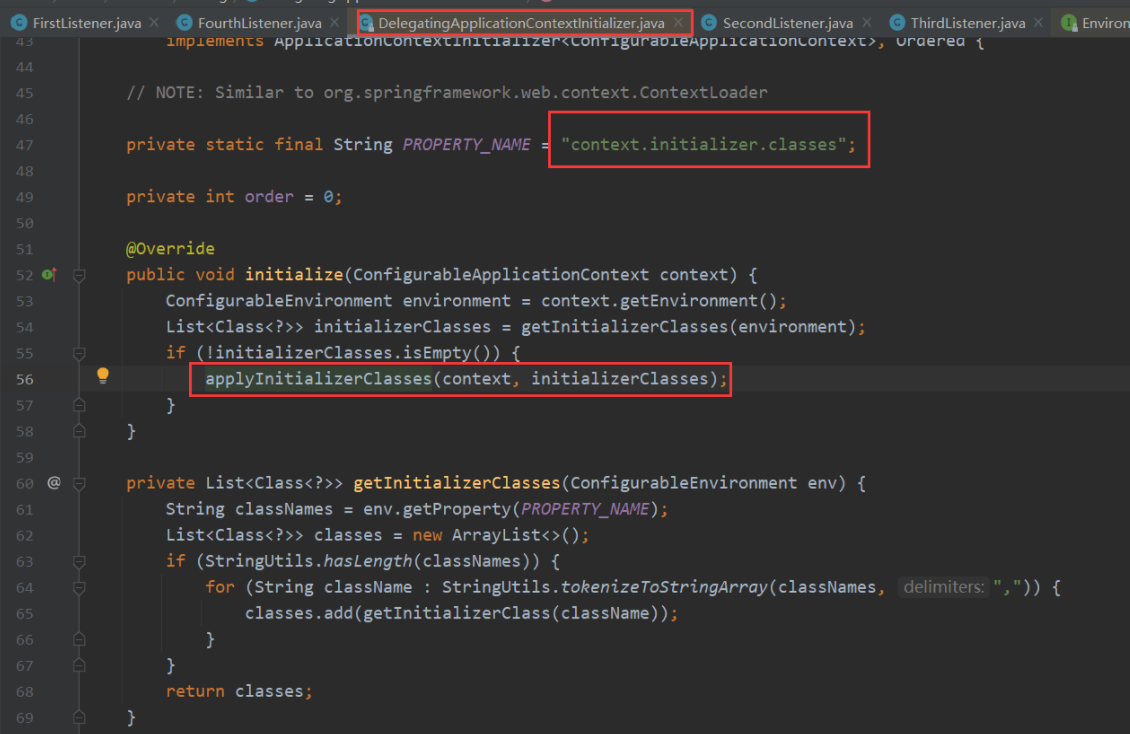 FirstListener.java FourthListener.java DelegatingApplicationContextInitializer.java SecondListener.java ThirdListener.java Environ
43 implements ApplicationContextInitializer<ConfigurableApplicationContext>, Ordered {
44
45 // NOTE: Similar to org.springframework.web.context.ContextLoader
46
47 private static final String PROPERTY_NAME = "context.initializer.classes";
48
49 private int order = 0;
50
51 @Override
52 public void initialize(ConfigurableApplicationContext context) {
53 ConfigurableEnvironment environment = context.getEnvironment();
54 List<Class<?>> initializerClasses = getInitializerClasses(environment);
55 if (!initializerClasses.isEmpty()) {
56 applyInitializerClasses(context, initializerClasses);
57 }
58 }
59
60 @ private List<Class<?>> getInitializerClasses(ConfigurableEnvironment env) {
61 String classNames = env.getProperty(PROPERTY_NAME);
62 List<Class<?>> classes = new ArrayList<>();
63 if (StringUtils.hasLength(classNames)) {
64 for (String className : StringUtils.tokenizeToStringArray(classNames, delimiters: ",")) {
65 classes.add(getInitializerClass(className));
66 }
67 }
68 return classes;
69 }